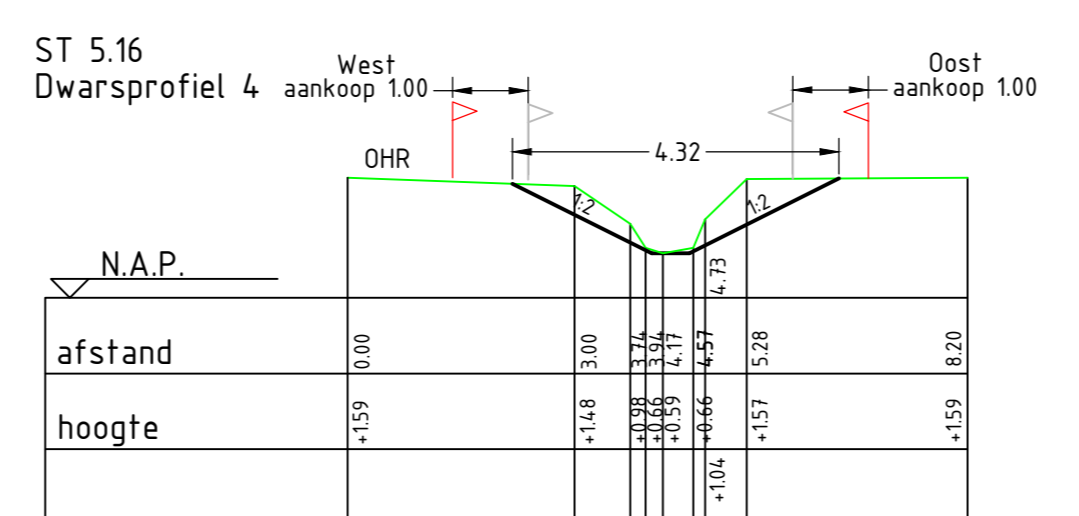 ST 5.16
Dwarsprofiel 4
West
aankoop 1.00
Oost
aankoop 1.00
OHR
4.32
1:2
1:2
N.A.P.
4.73
afstand
0.00
3.00
3.74
3.94
4.17
4.57
5.28
8.20
hoogte
+1.59
+1.48
+0.98
+0.66
+0.59
+0.66
+1.57
+1.59
+1.04